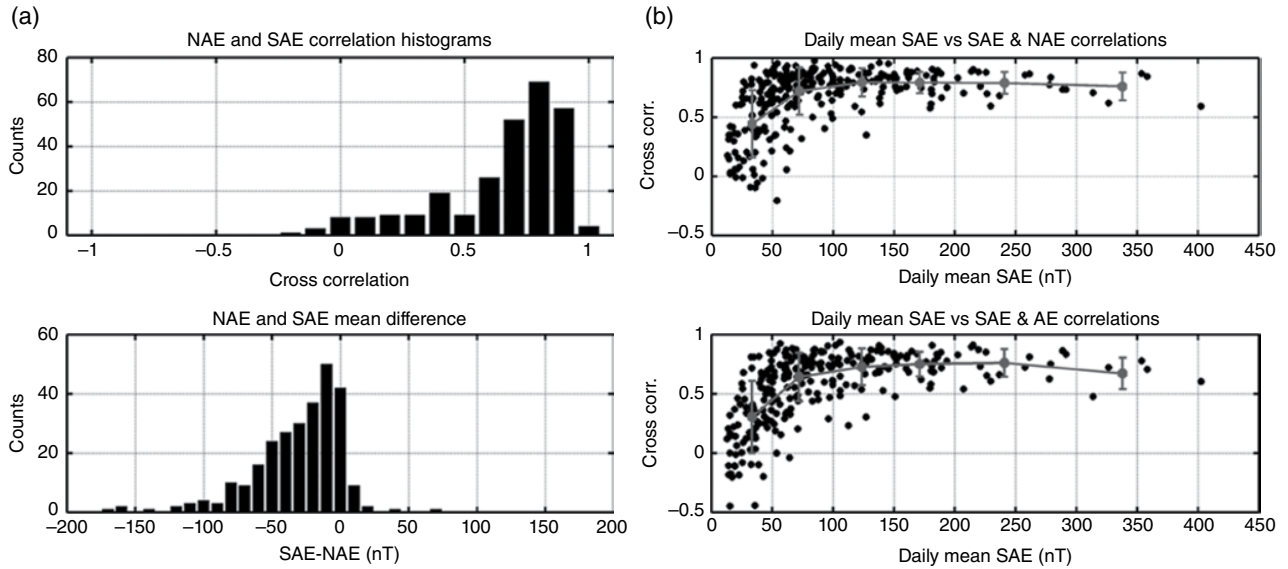 (a)
NAE and SAE correlation histograms
80
60
40
20
0
Counts
−1 −0.5 0 0.5 1
Cross correlation
NAE and SAE mean difference
60
40
20
0
Counts
−200 −150 −100 −50 0 50 100 150 200
SAE-NAE (nT)
(b)
Daily mean SAE vs SAE & NAE correlations
1
0.5
0
−0.5
Cross corr.
0 50 100 150 200 250 300 350 400 450
Daily mean SAE (nT)
Daily mean SAE vs SAE & AE correlations
1
0.5
0
−0.5
Cross corr.
0 50 100 150 200 250 300 350 400 450
Daily mean SAE (nT)